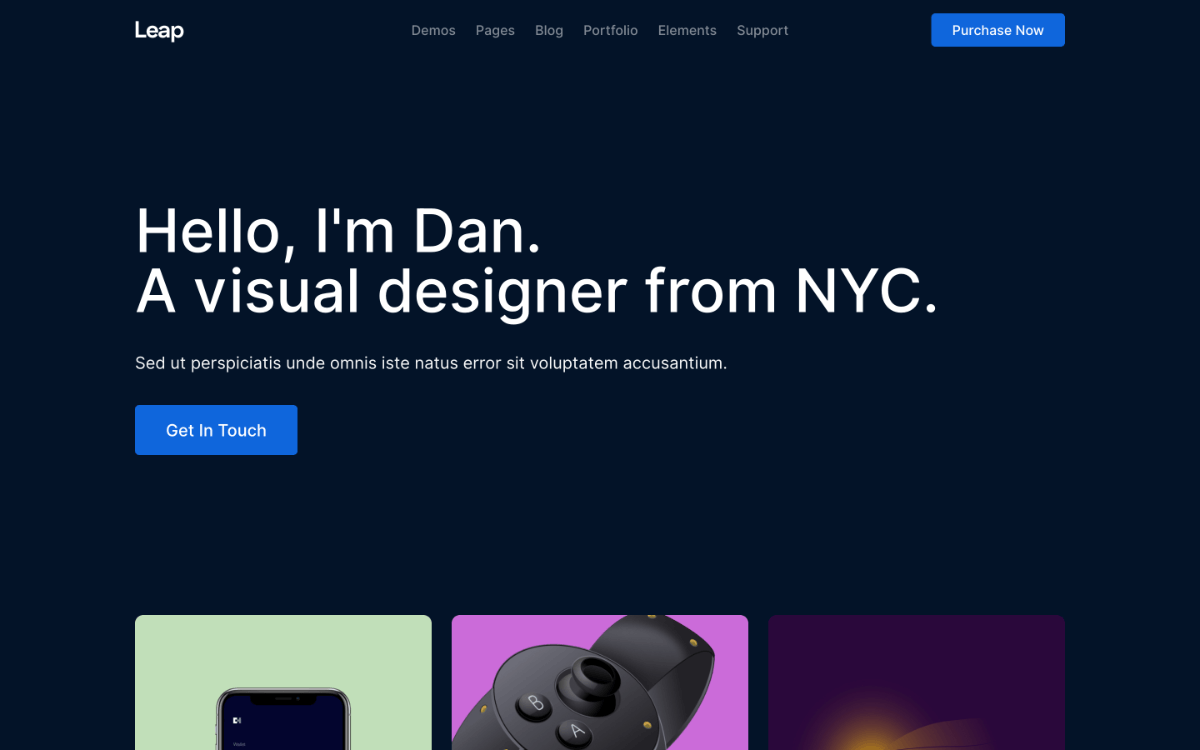 Leap
Demos Pages Blog Portfolio Elements Support
Purchase Now
Hello, I'm Dan.
A visual designer from NYC.
Sed ut perspiciatis unde omnis iste natus error sit voluptatem accusantium.
Get In Touch
B
A